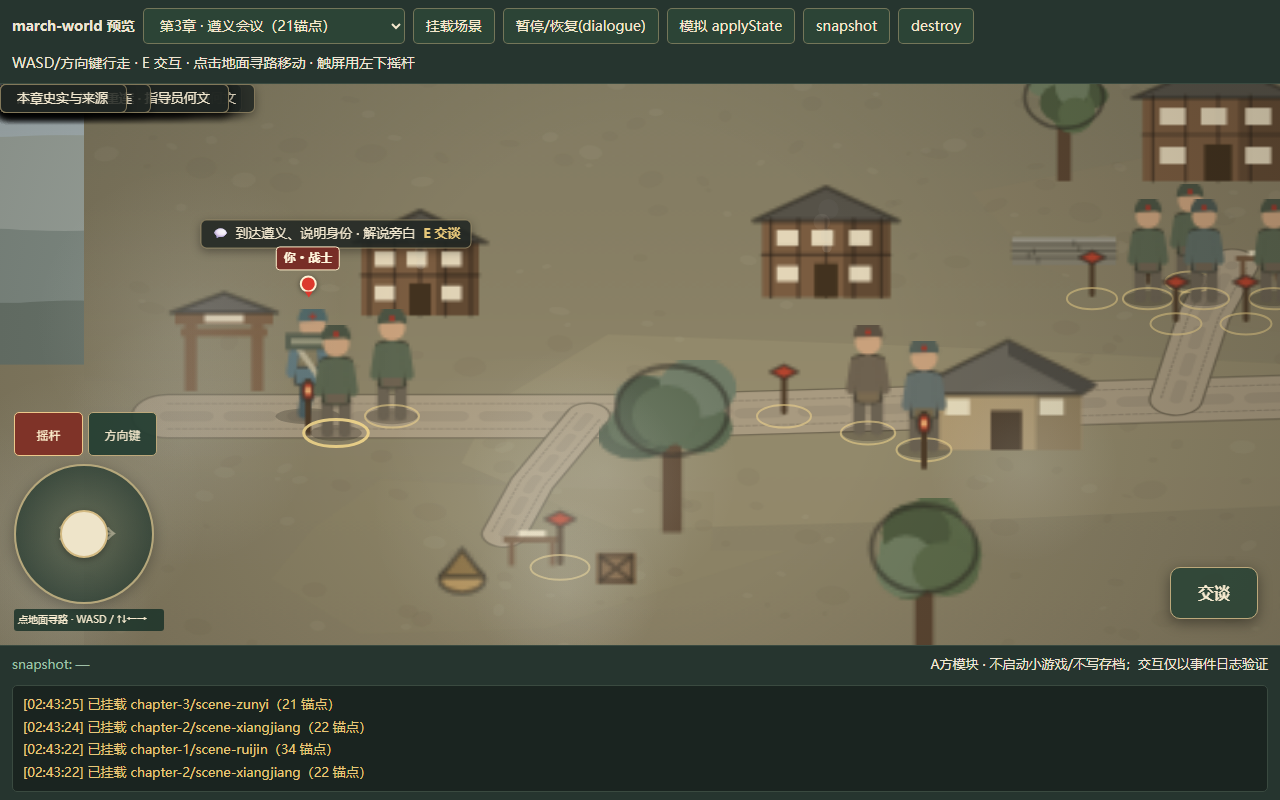 march-world 预览 第3章 · 遵义会议（21锚点） 挂载场景 暂停/恢复(dialogue) 模拟 applyState snapshot destroy
WASD/方向键行走 · E 交互 · 点击地面寻路移动 · 触屏用左下摇杆
本章史实与来源 指导员何文
到达遵义、说明身份 · 解说旁白 E 交谈
你 · 战士
摇杆 方向键
点地面寻路 · WASD / ↑↓←→
交谈
snapshot: — A方模块 · 不启动小游戏/不写存档；交互仅以事件日志验证
[02:43:25] 已挂载 chapter-3/scene-zunyi（21 锚点）
[02:43:24] 已挂载 chapter-2/scene-xiangjiang（22 锚点）
[02:43:22] 已挂载 chapter-1/scene-ruijin（34 锚点）
[02:43:22] 已挂载 chapter-2/scene-xiangjiang（22 锚点）